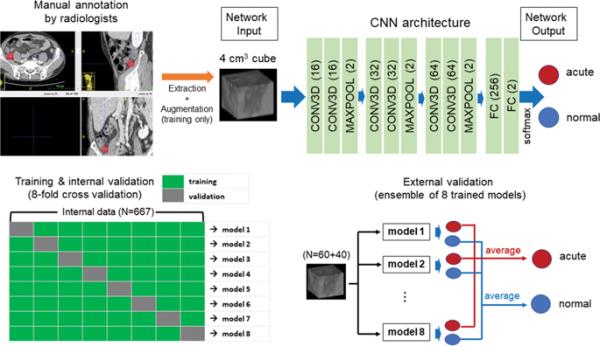 Manual annotation
by radiologists
Extraction
+
Augmentation
(training only)
Network
Input
4 cm³ cube
CNN architecture
CONV3D (16)
CONV3D (16)
MAXPOOL (2)
CONV3D (32)
CONV3D (32)
MAXPOOL (2)
CONV3D (64)
CONV3D (64)
MAXPOOL (2)
FC (256)
FC (2)
softmax
Network
Output
acute
normal
Training & internal validation
(8-fold cross validation)
training
validation
Internal data (N=667)
→ model 1
→ model 2
→ model 3
→ model 4
→ model 5
→ model 6
→ model 7
→ model 8
External validation
(ensemble of 8 trained models)
(N=60+40)
model 1
model 2
...
model 8
average
average
acute
normal